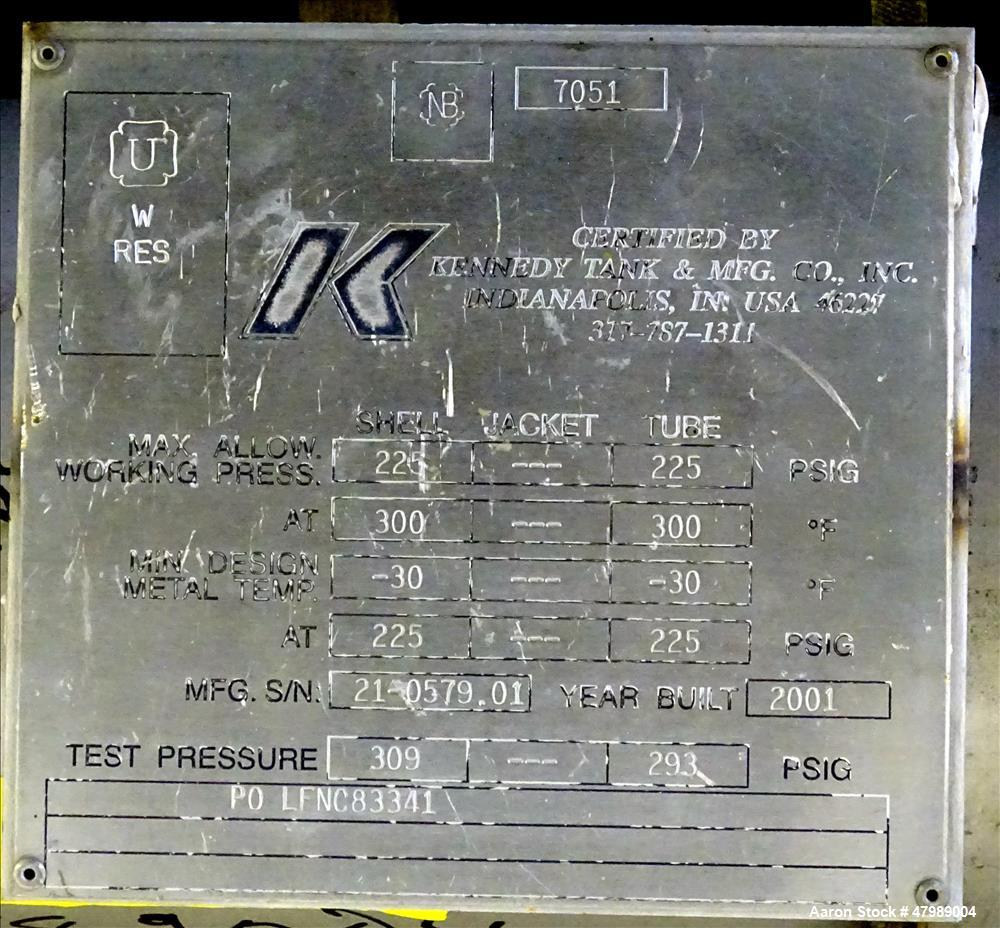 NB 7051
U
W
RES
K
CERTIFIED BY
KENNEDY TANK & MFG. CO., INC.
INDIANAPOLIS, IN. USA 46227
317-787-1311
SHELL JACKET TUBE
MAX. ALLOW.
WORKING PRESS. 225 --- 225 PSIG
AT 300 --- 300 °F
MIN. DESIGN
METAL TEMP. -30 --- -30 °F
AT 225 --- 225 PSIG
MFG. S/N. 21-0579.01 YEAR BUILT 2001
TEST PRESSURE 309 --- 293 PSIG
PO LFNC83341
Aaron Stock # 47989004